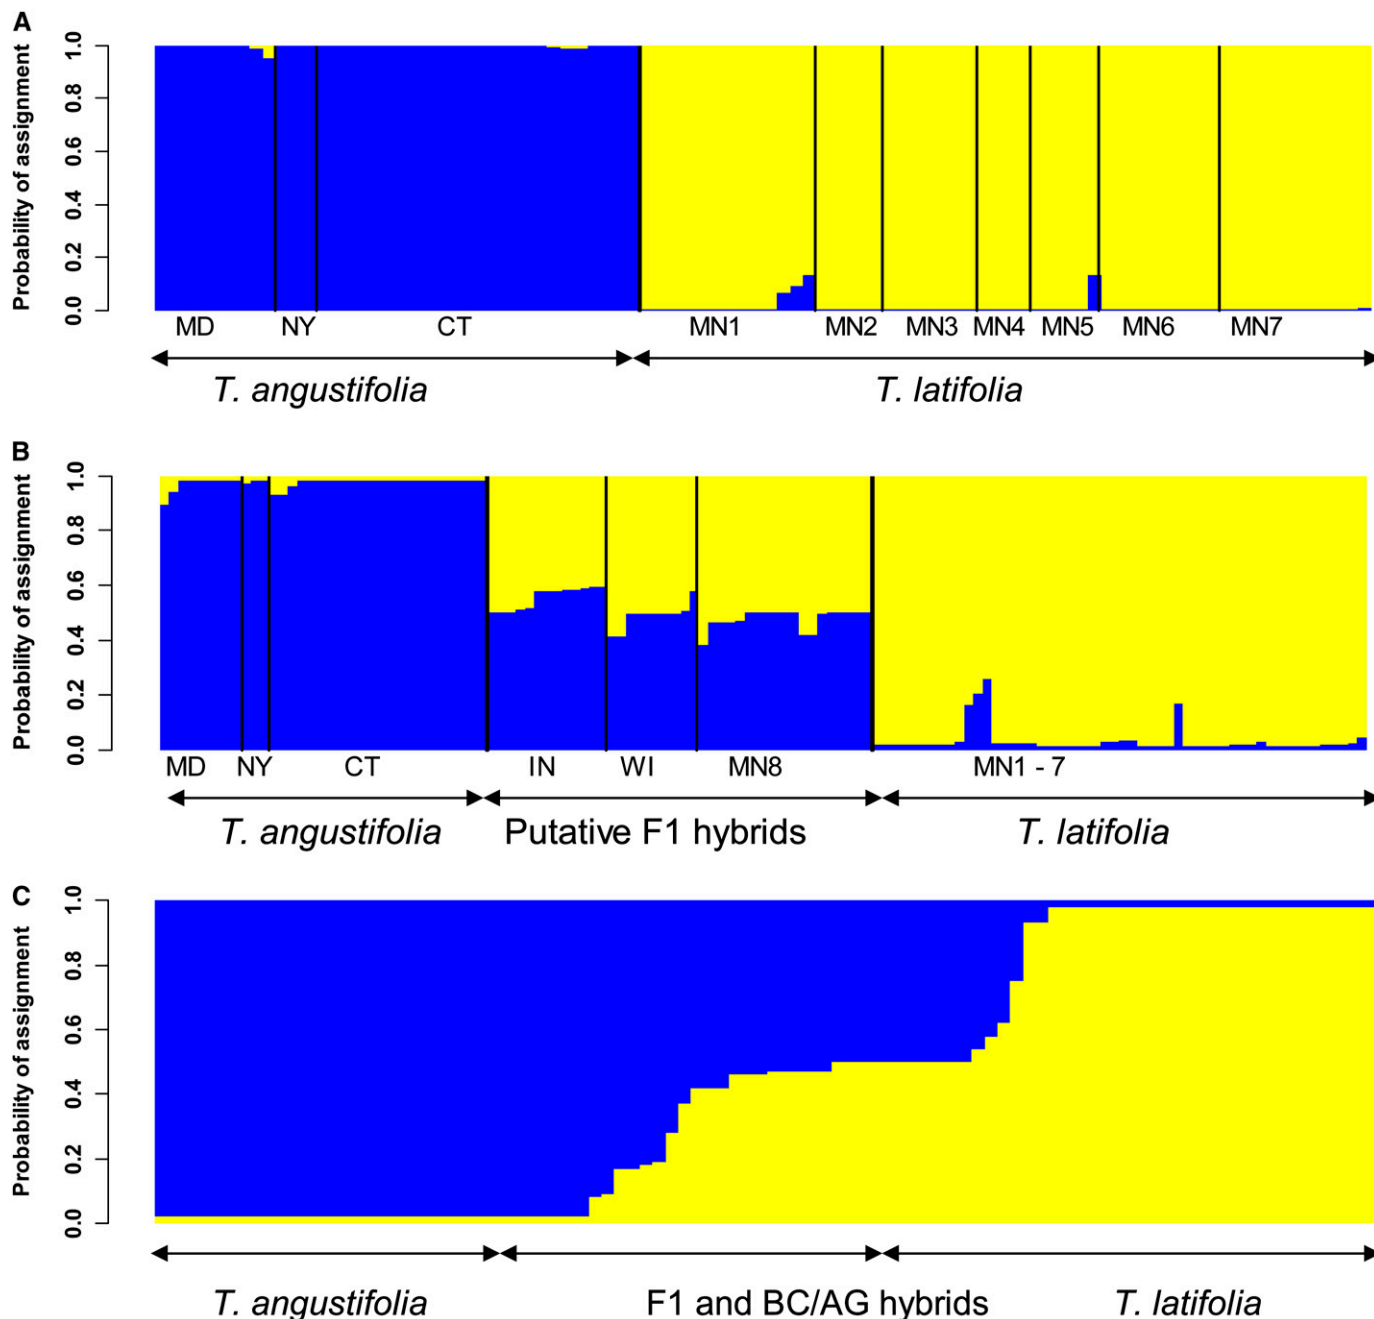 A
Probability of assignment
1.0
0.8
0.6
0.4
0.2
0.0
MD NY CT MN1 MN2 MN3 MN4 MN5 MN6 MN7
T. angustifolia T. latifolia
B
Probability of assignment
1.0
0.8
0.6
0.4
0.2
0.0
MD NY CT IN WI MN8 MN1 - 7
T. angustifolia Putative F1 hybrids T. latifolia
C
Probability of assignment
1.0
0.8
0.6
0.4
0.2
0.0
T. angustifolia F1 and BC/AG hybrids T. latifolia